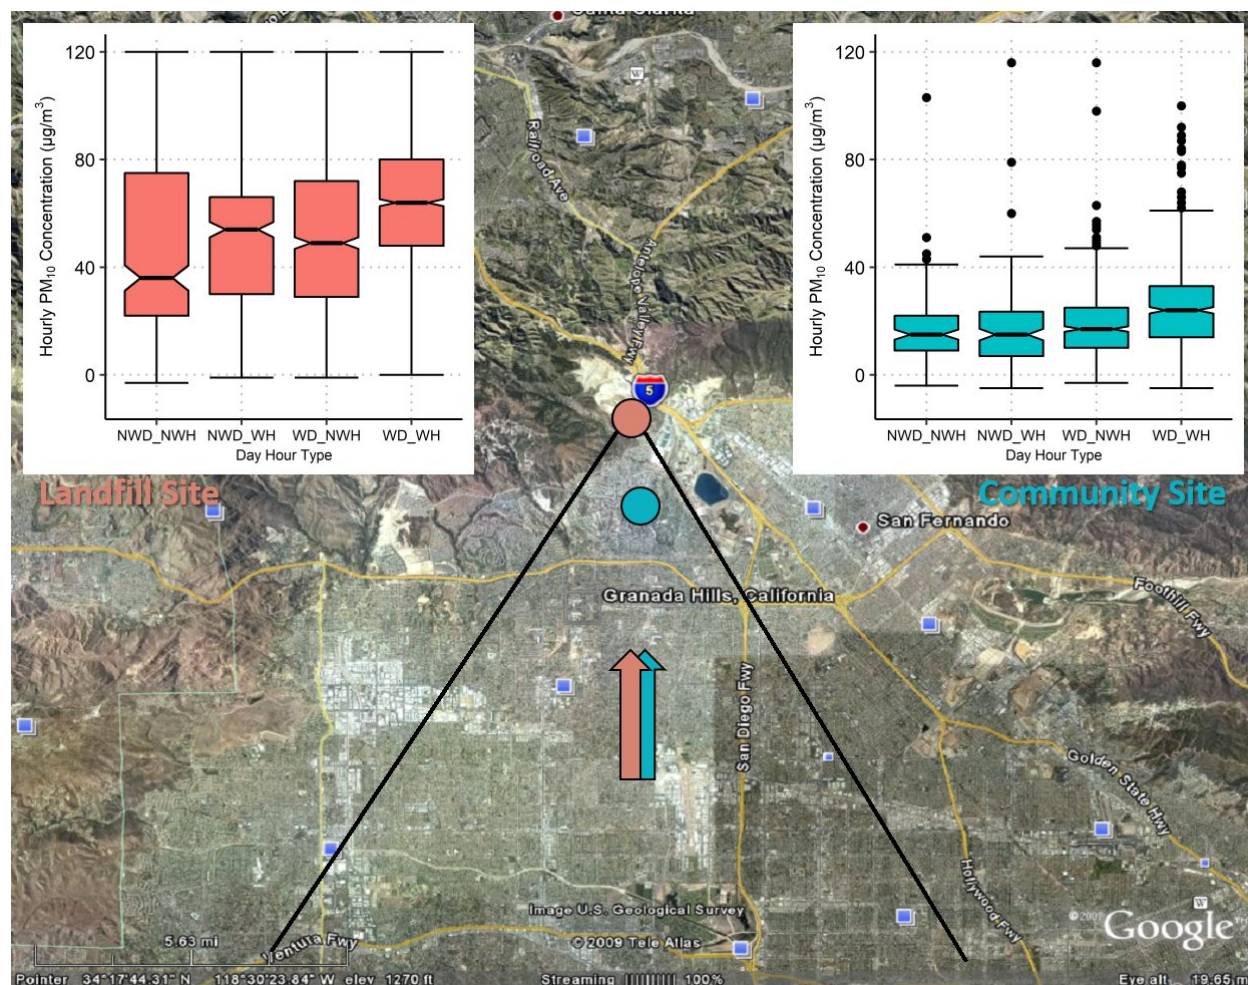 Santa Clarita
120
80
40
0
Hourly PM₁₀ Concentration (µg/m³)
NWD_NWH NWD_WH WD_NWH WD_WH
Day Hour Type
Landfill Site
120
80
40
0
Hourly PM₁₀ Concentration (µg/m³)
NWD_NWH NWD_WH WD_NWH WD_WH
Day Hour Type
Community Site
W
Railroad Ave
Antelope Valley Fwy
5
San Fernando
Granada Hills, California
Foothill Fwy
San Diego Fwy
Golden State Hwy
Hollywood Fwy
Ventura Fwy
W
Image U.S. Geological Survey
© 2009 Tele Atlas
Google
5.63 mi
Pointer 34°17'44.31" N 118°30'23.84" W elev 1270 ft
Streaming 100%
Eye alt 19.65 m